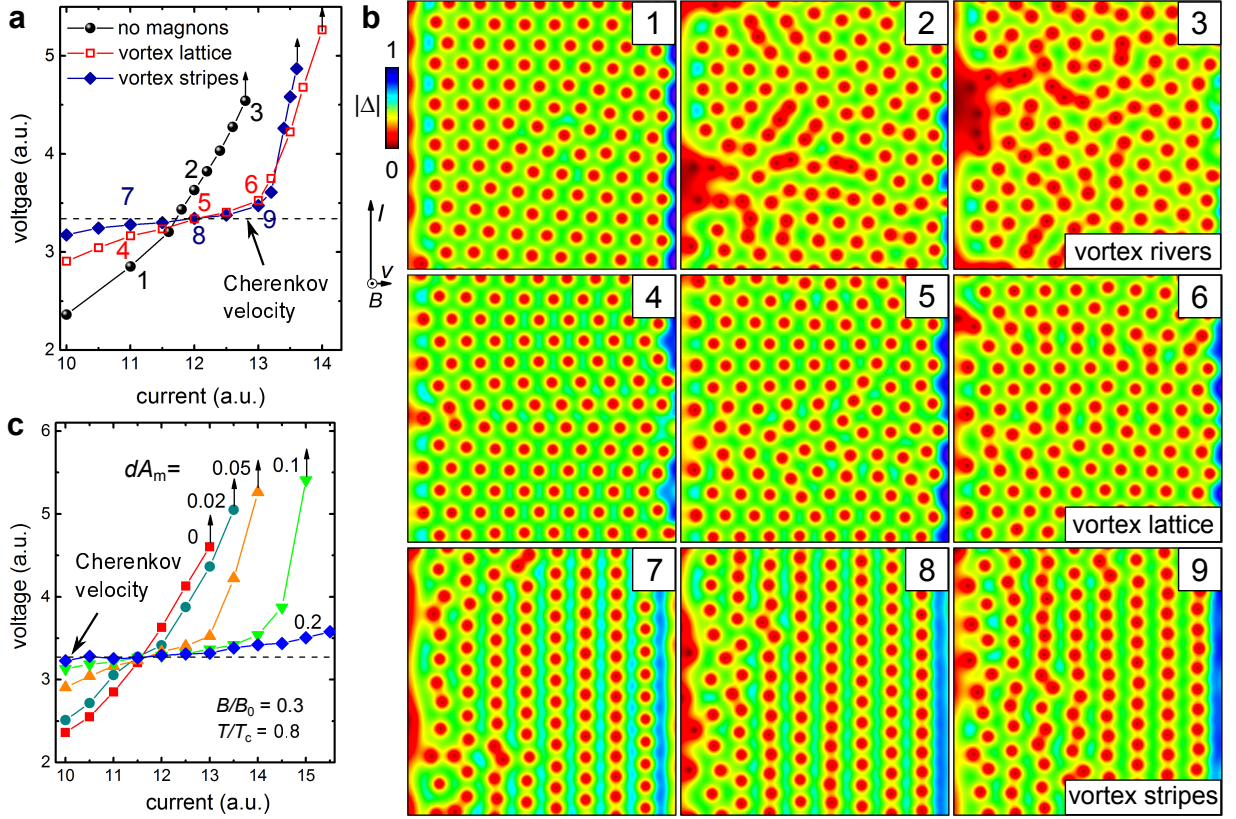 a
5
4
3
2
voltgae (a.u.)
no magnons
vortex lattice
vortex stripes
3
2
7
5
6
4
8
9
1
Cherenkov
velocity
10 11 12 13 14
current (a.u.)
b
1
|Δ|
0
I
v
B
1
2
3
vortex rivers
4
5
6
vortex lattice
7
8
9
vortex stripes
c
6
5
4
3
2
voltage (a.u.)
dAm=
0.05
0.1
0.02
0
0.2
Cherenkov
velocity
B/B0 = 0.3
T/Tc = 0.8
10 11 12 13 14 15
current (a.u.)